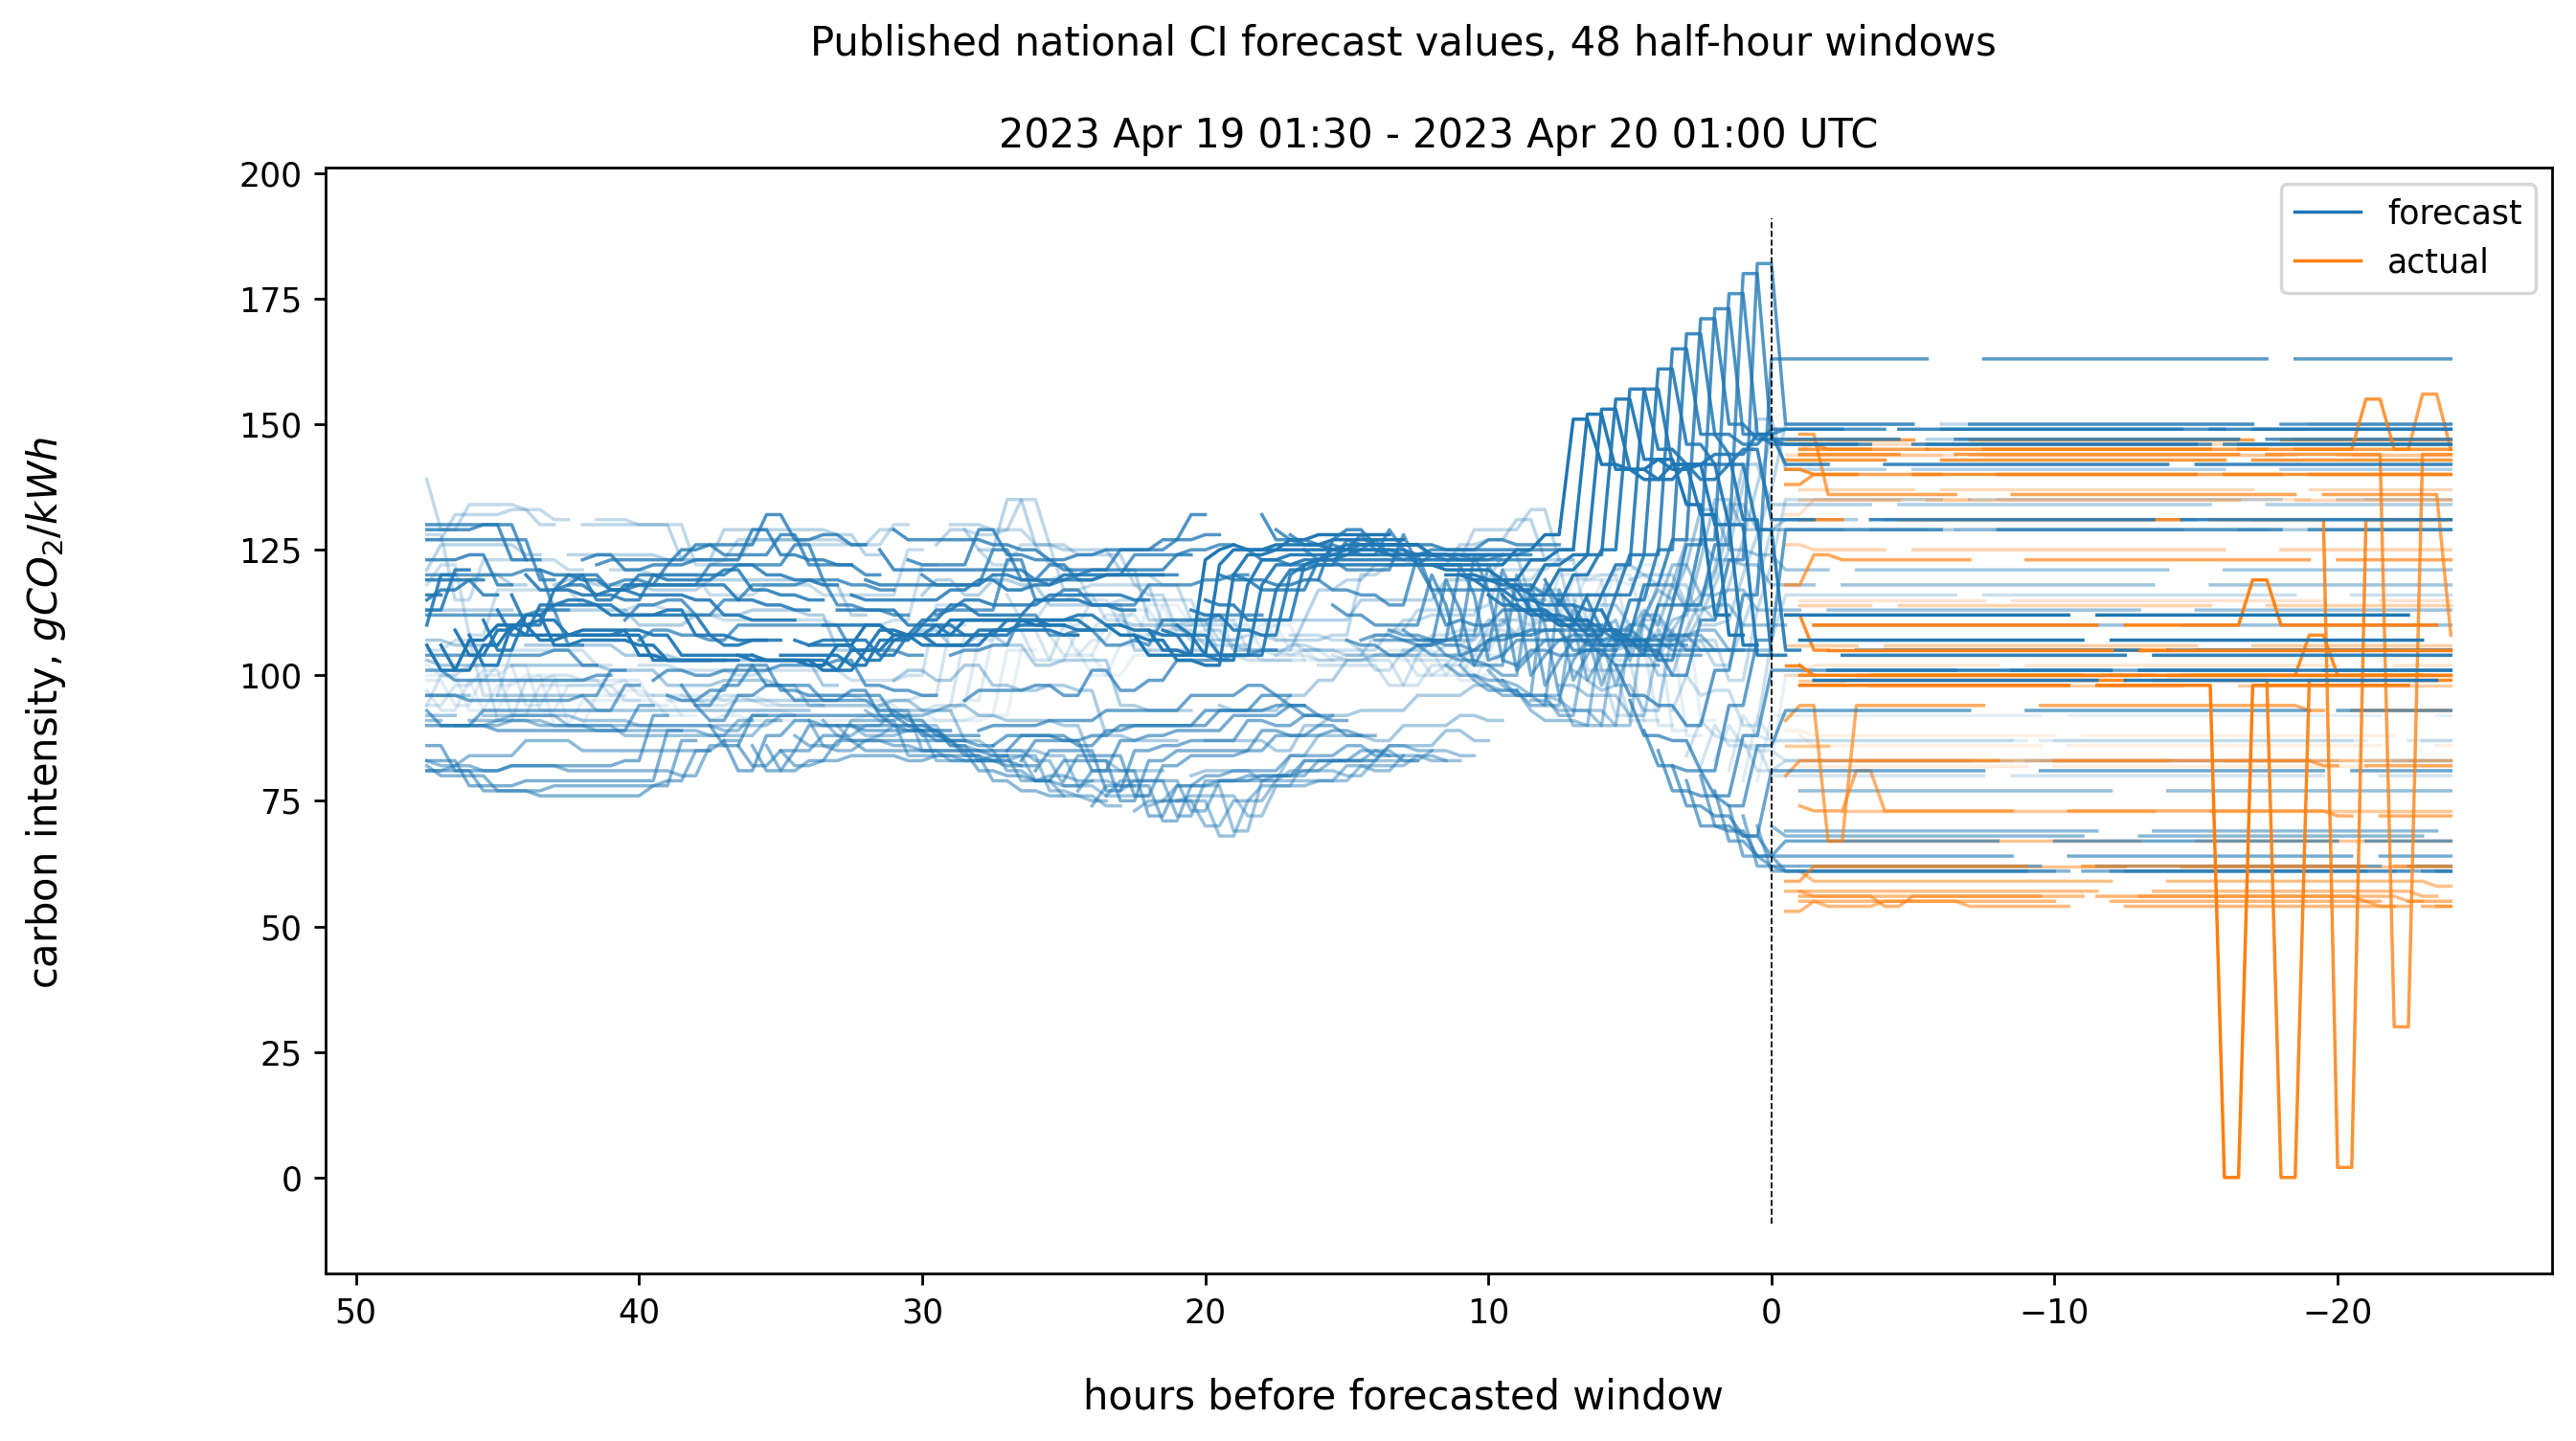 Published national CI forecast values, 48 half-hour windows
2023 Apr 19 01:30 - 2023 Apr 20 01:00 UTC
forecast
actual
carbon intensity, gCO₂/kWh
200
175
150
125
100
75
50
25
0
50 40 30 20 10 0 −10 −20
hours before forecasted window